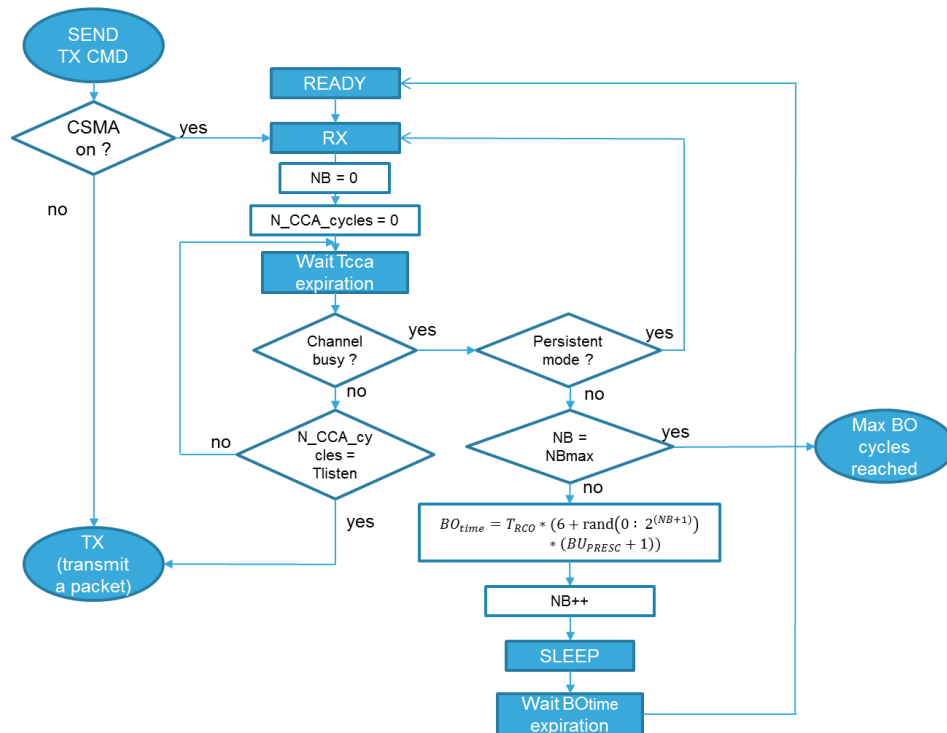 SEND
TX CMD
READY
CSMA
on ?
yes
RX
NB = 0
no
N_CCA_cycles = 0
Wait Tcca
expiration
Channel
busy ?
yes
Persistent
mode ?
yes
no
no
no
N_CCA_cy
cles =
Tlisten
NB =
NBmax
yes
Max BO
cycles
reached
no
yes
BO_time = T_RCO * (6 + rand(0 : 2^(NB+1))
* (BU_PRESC + 1))
TX
(transmit
a packet)
NB++
SLEEP
Wait BOtime
expiration